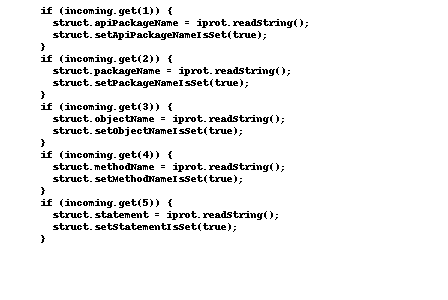 if (incoming.get(1)) {
struct.apiPackageName = iprot.readString();
struct.setApiPackageNameIsSet(true);
}
if (incoming.get(2)) {
struct.packageName = iprot.readString();
struct.setPackageNameIsSet(true);
}
if (incoming.get(3)) {
struct.objectName = iprot.readString();
struct.setObjectNameIsSet(true);
}
if (incoming.get(4)) {
struct.methodName = iprot.readString();
struct.setMethodNameIsSet(true);
}
if (incoming.get(5)) {
struct.statement = iprot.readString();
struct.setStatementIsSet(true);
}